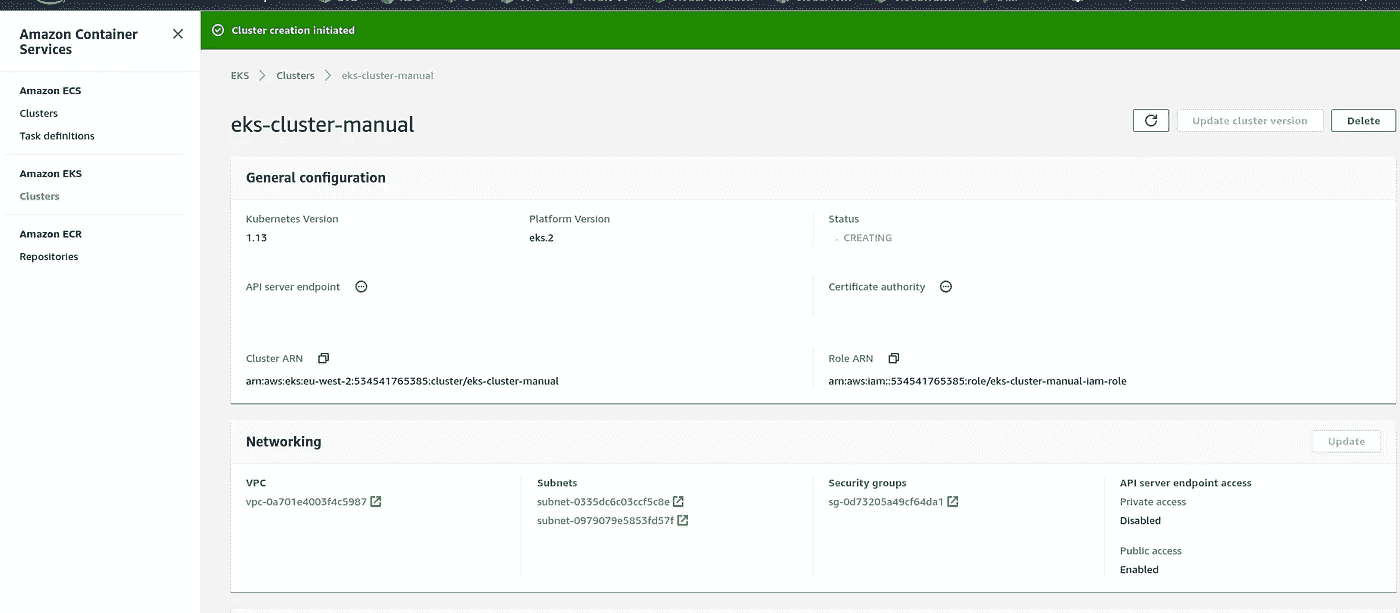 Amazon Container
Services
Amazon ECS
Clusters
Task definitions
Amazon EKS
Clusters
Amazon ECR
Repositories
Cluster creation initiated
EKS > Clusters > eks-cluster-manual
eks-cluster-manual
Update cluster version
Delete
General configuration
Kubernetes Version
1.13
Platform Version
eks.2
Status
CREATING
API server endpoint
Certificate authority
Cluster ARN
arn:aws:eks:eu-west-2:534541765385:cluster/eks-cluster-manual
Role ARN
arn:aws:iam::534541765385:role/eks-cluster-manual-iam-role
Networking
Update
VPC
vpc-0a701e4003f4c5987
Subnets
subnet-0335dc6c03ccf5c8e
subnet-0979079e5853fd57f
Security groups
sg-0d73205a49cf64da1
API server endpoint access
Private access
Disabled
Public access
Enabled